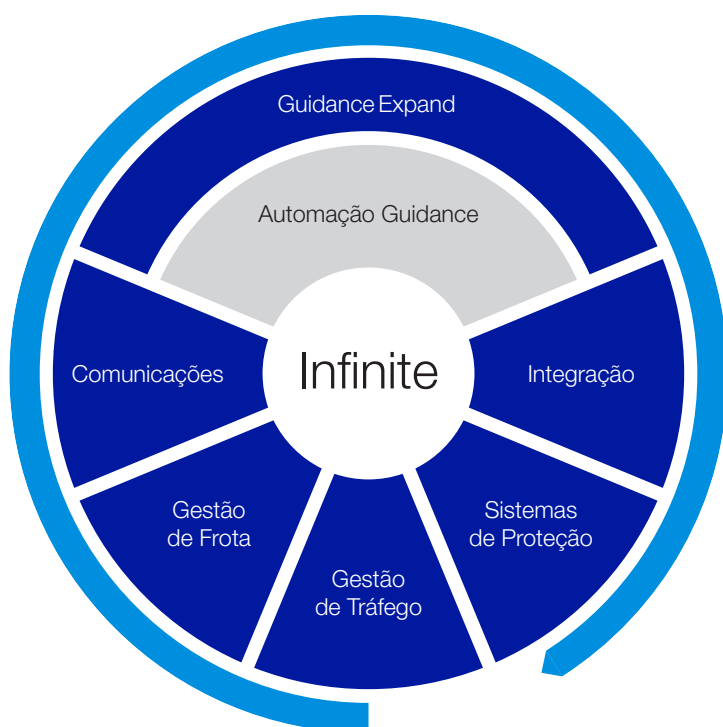 Guidance Expand
Automação Guidance
Comunicações
Infinite
Integração
Gestão
de Frota
Sistemas
de Proteção
Gestão
de Tráfego